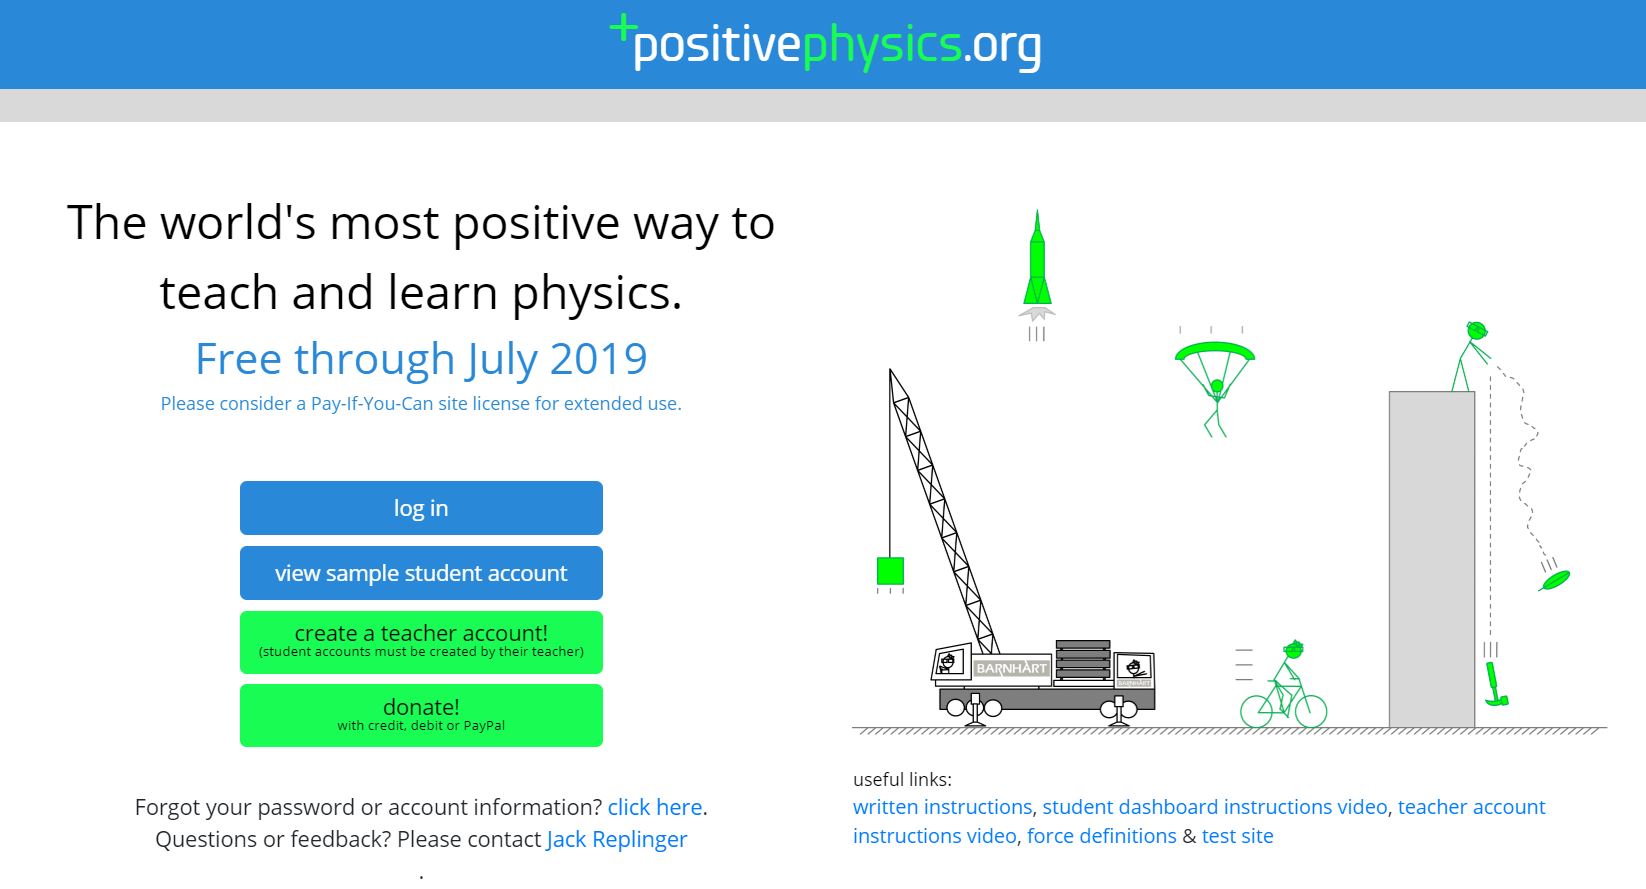 +positivephysics.org
The world's most positive way to
teach and learn physics.
Free through July 2019
Please consider a Pay-If-You-Can site license for extended use.
log in
view sample student account
create a teacher account!
(student accounts must be created by their teacher)
donate!
with credit, debit or PayPal
Forgot your password or account information? click here.
Questions or feedback? Please contact Jack Replinger
.
BARNHART
BARNHART
useful links:
written instructions, student dashboard instructions video, teacher account
instructions video, force definitions & test site